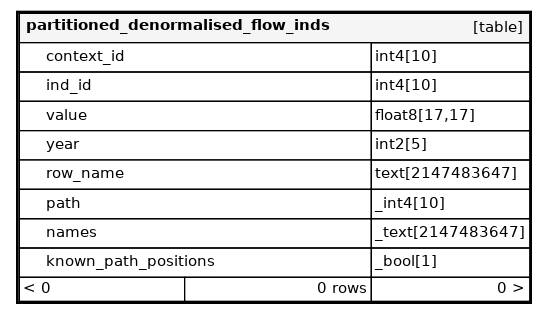 partitioned_denormalised_flow_inds [table]
context_id int4[10]
ind_id int4[10]
value float8[17,17]
year int2[5]
row_name text[2147483647]
path _int4[10]
names _text[2147483647]
known_path_positions _bool[1]
< 0 0 rows 0 >